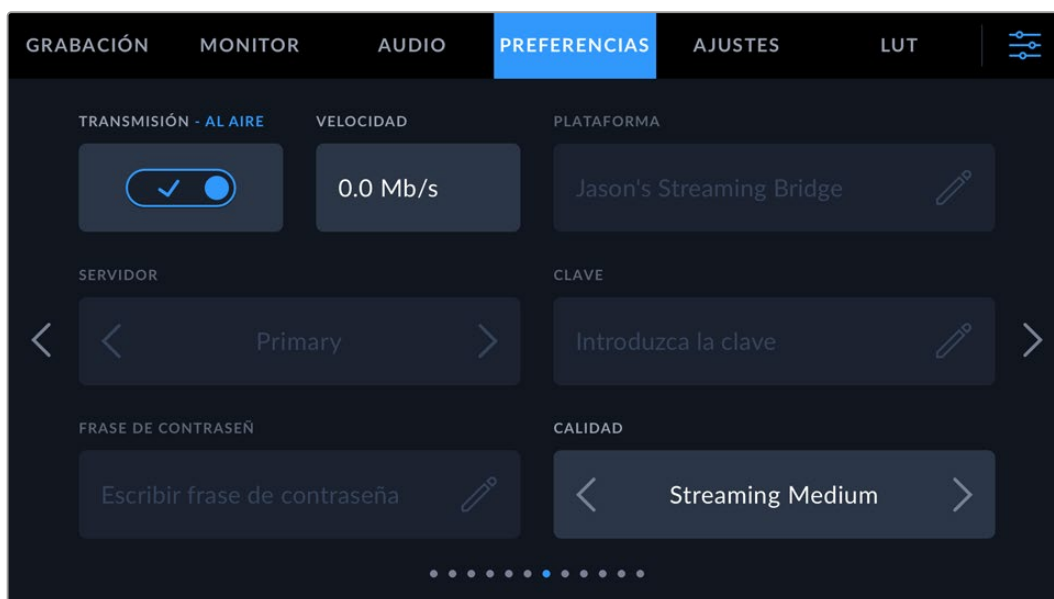 GRABACIÓN MONITOR AUDIO PREFERENCIAS AJUSTES LUT
TRANSMISIÓN - AL AIRE VELOCIDAD PLATAFORMA
0.0 Mb/s Jason's Streaming Bridge
SERVIDOR CLAVE
Primary Introduzca la clave
FRASE DE CONTRASEÑ CALIDAD
Escribir frase de contraseña Streaming Medium